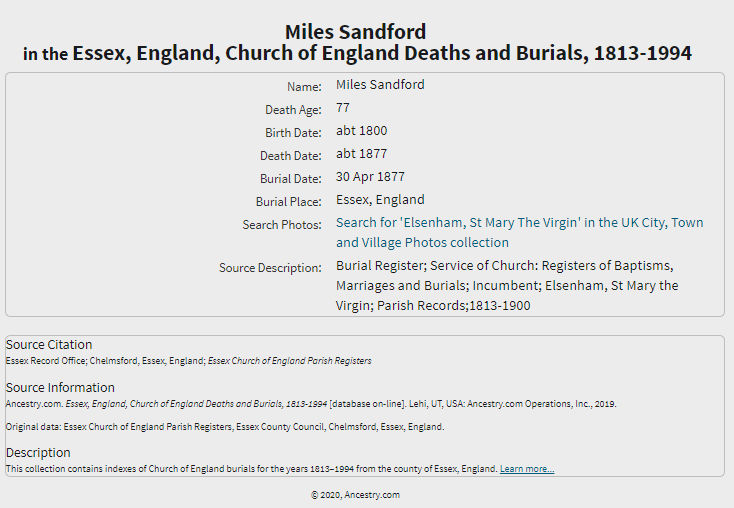 Miles Sandford
in the Essex, England, Church of England Deaths and Burials, 1813-1994
Name: Miles Sandford
Death Age: 77
Birth Date: abt 1800
Death Date: abt 1877
Burial Date: 30 Apr 1877
Burial Place: Essex, England
Search Photos: Search for 'Elsenham, St Mary The Virgin' in the UK City, Town
and Village Photos collection
Source Description: Burial Register; Service of Church: Registers of Baptisms,
Marriages and Burials; Incumbent; Elsenham, St Mary the
Virgin; Parish Records;1813-1900
Source Citation
Essex Record Office; Chelmsford, Essex, England; Essex Church of England Parish Registers
Source Information
Ancestry.com. Essex, England, Church of England Deaths and Burials, 1813-1994 [database on-line]. Lehi, UT, USA: Ancestry.com Operations, Inc., 2019.
Original data: Essex Church of England Parish Registers, Essex County Council, Chelmsford, Essex, England.
Description
This collection contains indexes of Church of England burials for the years 1813–1994 from the county of Essex, England. Learn more...
© 2020, Ancestry.com